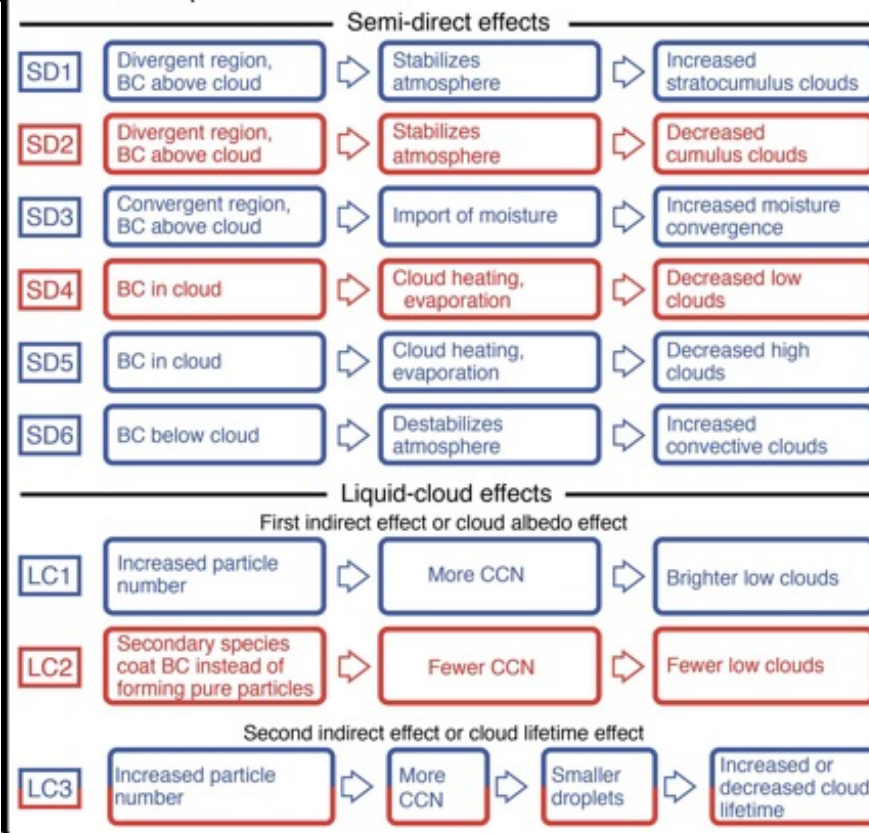 Semi-direct effects
SD1
Divergent region,
BC above cloud
Stabilizes
atmosphere
Increased
stratocumulus clouds
SD2
Divergent region,
BC above cloud
Stabilizes
atmosphere
Decreased
cumulus clouds
SD3
Convergent region,
BC above cloud
Import of moisture
Increased moisture
convergence
SD4
BC in cloud
Cloud heating,
evaporation
Decreased low
clouds
SD5
BC in cloud
Cloud heating,
evaporation
Decreased high
clouds
SD6
BC below cloud
Destabilizes
atmosphere
Increased
convective clouds
Liquid-cloud effects
First indirect effect or cloud albedo effect
LC1
Increased particle
number
More CCN
Brighter low clouds
LC2
Secondary species
coat BC instead of
forming pure particles
Fewer CCN
Fewer low clouds
Second indirect effect or cloud lifetime effect
LC3
Increased particle
number
More
CCN
Smaller
droplets
Increased or
decreased cloud
lifetime